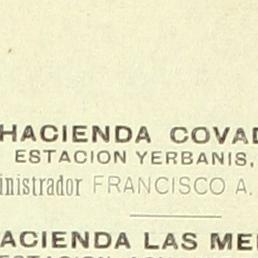 HACIENDA COVAD
ESTACION YERBANIS,
inistrador FRANCISCO A.
ACIENDA LAS ME